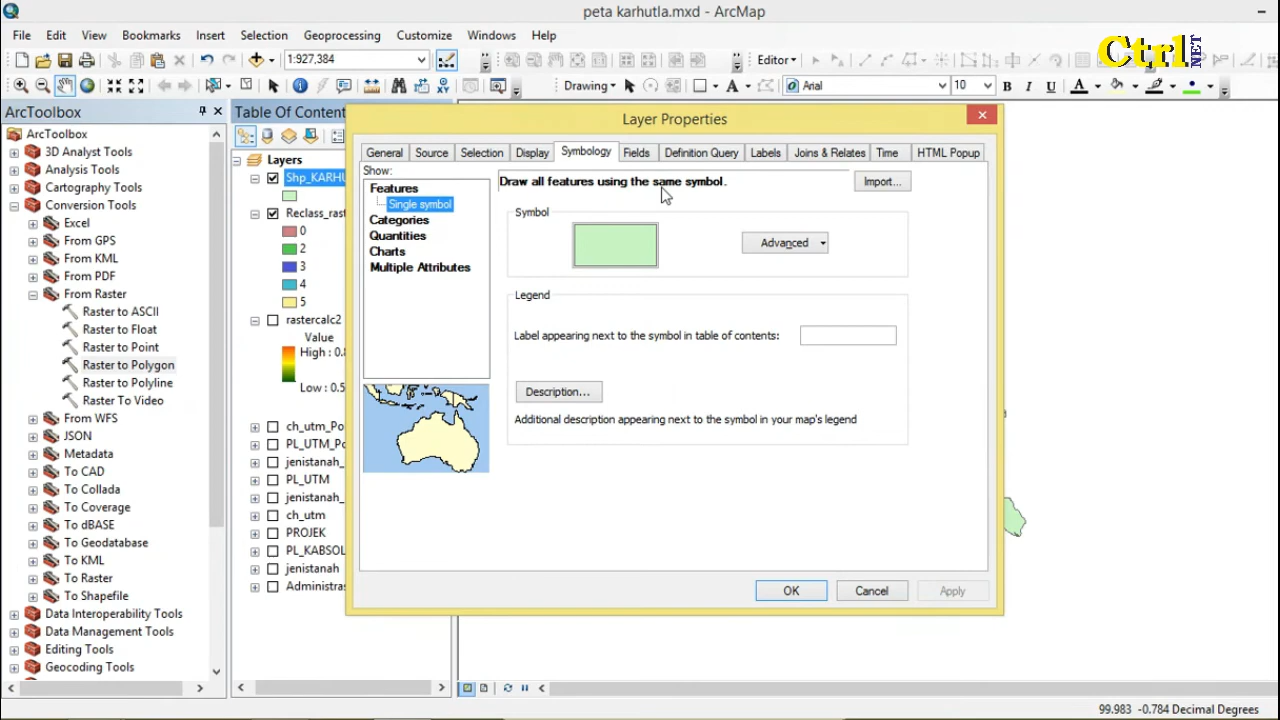 peta karhutla.mxd - ArcMap
File Edit View Bookmarks Insert Selection Geoprocessing Customize Windows Help
1:927,384
Editor
CtrlNET
Drawing
Arial
10
B I U A
ArcToolbox
ArcToolbox
3D Analyst Tools
Analysis Tools
Cartography Tools
Conversion Tools
Excel
From GPS
From KML
From PDF
From Raster
Raster to ASCII
Raster to Float
Raster to Point
Raster to Polygon
Raster to Polyline
Raster To Video
From WFS
JSON
Metadata
To CAD
To Collada
To Coverage
To dBASE
To Geodatabase
To KML
To Raster
To Shapefile
Data Interoperability Tools
Data Management Tools
Editing Tools
Geocoding Tools
Table Of Content
Layers
Shp_KARHU
Reclass_rast
0
2
3
4
5
rastercalc2
Value
High : 0.8
Low : 0.5
ch_utm_Po
PL_UTM_Po
jenistanah_
PL_UTM
jenistanah_
ch_utm
PROJEK
PL_KABSOL
jenistanah
Administras
Layer Properties
General Source Selection Display Symbology Fields Definition Query Labels Joins & Relates Time HTML Popup
Show:
Features
Single symbol
Categories
Quantities
Charts
Multiple Attributes
Draw all features using the same symbol.
Import...
Symbol
Advanced
Legend
Label appearing next to the symbol in table of contents:
Description...
Additional description appearing next to the symbol in your map's legend
OK Cancel Apply
99.983 -0.784 Decimal Degrees